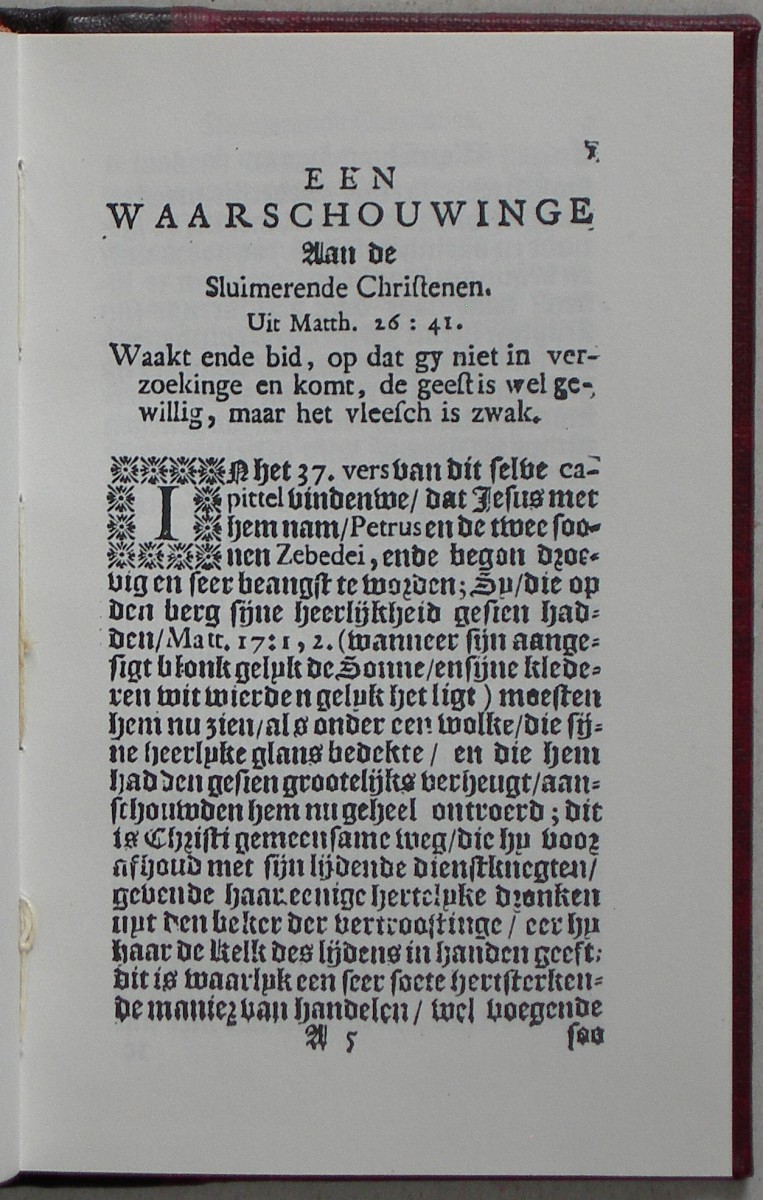 EEN
WAARSCHOUWINGE
Aan de
Sluimerende Chriſtenen.
Uit Matth. 26 : 41.
Waakt ende bid, op dat gy niet in ver-
zoekinge en komt, de geeſt is wel ge-
willig, maar het vleeſch is zwak.
IN het 37. vers van dit ſelve ca-
pittel vinden we/ dat Jeſus met
hem nam/Petrus en de twee ſoo-
nen Zebedei, ende begon droe-
vig en ſeer beangſt te worden; Sy/die op
den berg ſijne heerlijkheid geſien had-
den/Matt. 17:1, 2. (wanneer ſijn aange-
ſigt blonk gelyk de Sonne/en ſijne klede-
ren wit wierden gelyk het ligt) moeſten
hem nu zien/als onder een wolke/die ſij-
ne heerlyke glans bedekte/ en die hem
hadden geſien grootelijks verheugt/aan-
ſchouwden hem nu geheel ontroerd; dit
is Chriſti gemeenſame weg/die hy voor
afhoud met ſijn lijdende dienſtknegten/
gevende haar eenige hertelyke dronken
uyt den beker der vertrooſtinge/ eer hy
haar de kelk des lijdens in handen geeft;
dit is waarlyk een ſeer ſoete hertſterken-
de manier van handelen/ wel voegende
A 5 ſoo